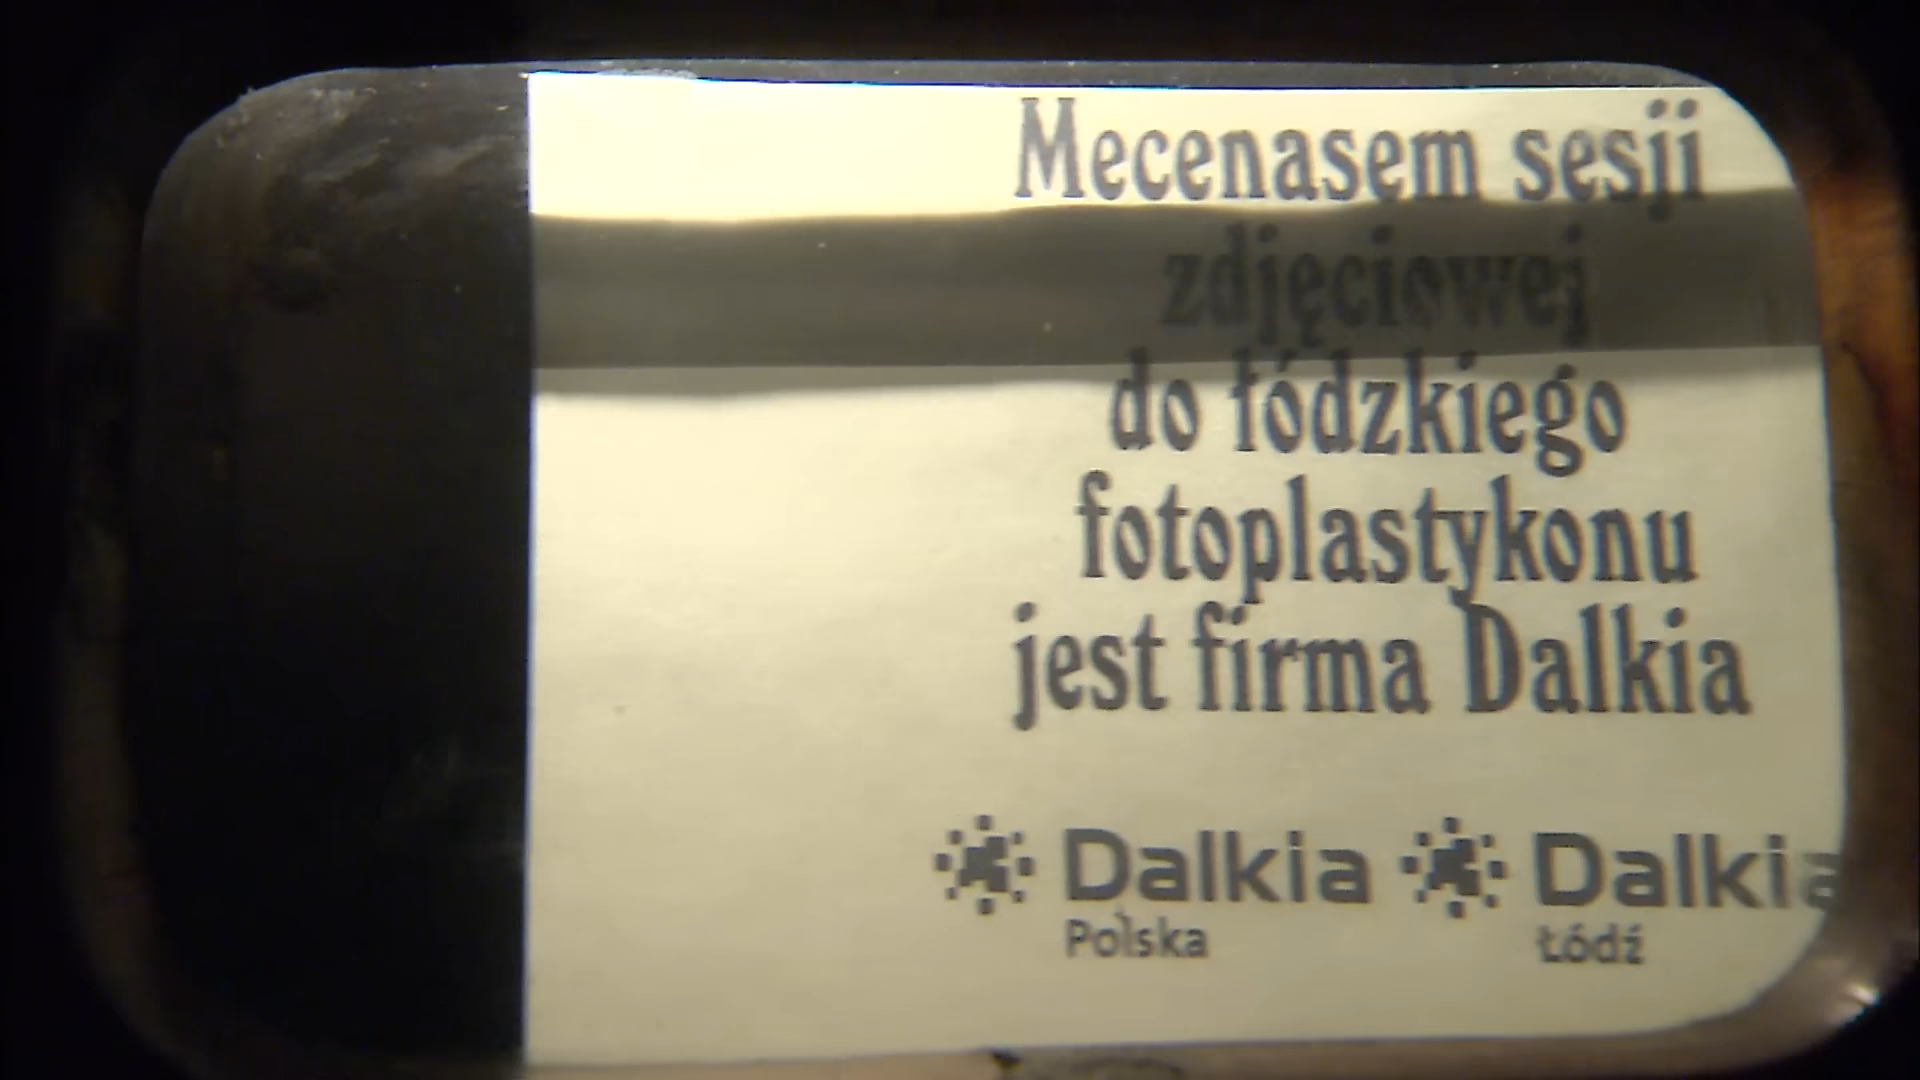 Mecenasem sesji
zdjęciowej
do łódzkiego
fotoplastykonu
jest firma Dalkia
Dalkia Dalkia
Polska Łódź